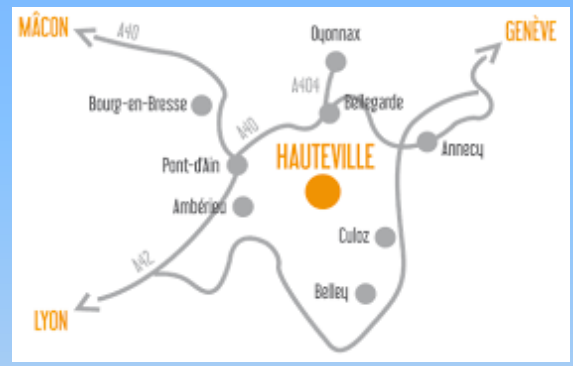 MÂCON
A40
Oyonnax
GENÈVE
A404
Bourg-en-Bresse
Bellegarde
A40
Annecy
HAUTEVILLE
Pont-d'Ain
Ambérieu
Culoz
A42
Belley
LYON